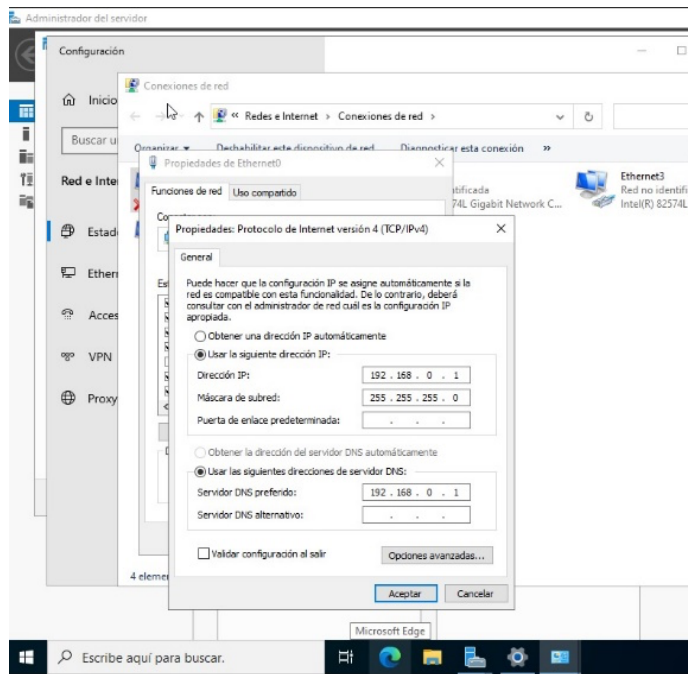 Administrador del servidor
Configuración
Conexiones de red
Inicio
« Redes e Internet › Conexiones de red ›
Buscar u
Organizar Deshabilitar este dispositivo de red Diagnosticar esta conexión »
Propiedades de Ethernet0
Red e Inte
Funciones de red Uso compartido
Ethernet3
Red no identifi
Intel(R) 82574L
74L Gigabit Network C...
Estad
Ethern
Acces
VPN
Proxy
Propiedades: Protocolo de Internet versión 4 (TCP/IPv4)
General
Puede hacer que la configuración IP se asigne automáticamente si la
red es compatible con esta funcionalidad. De lo contrario, deberá
consultar con el administrador de red cuál es la configuración IP
apropiada.
Obtener una dirección IP automáticamente
Usar la siguiente dirección IP:
Dirección IP: 192 . 168 . 0 . 1
Máscara de subred: 255 . 255 . 255 . 0
Puerta de enlace predeterminada: . . .
Obtener la dirección del servidor DNS automáticamente
Usar las siguientes direcciones de servidor DNS:
Servidor DNS preferido: 192 . 168 . 0 . 1
Servidor DNS alternativo: . . .
Validar configuración al salir Opciones avanzadas...
4 eleme
Aceptar Cancelar
Microsoft Edge
Escribe aquí para buscar.